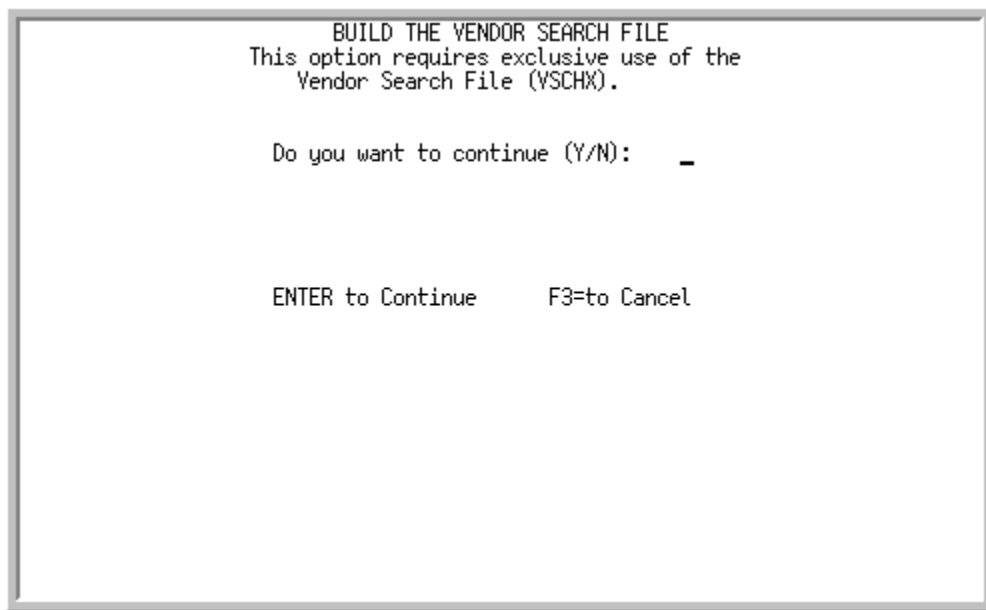 BUILD THE VENDOR SEARCH FILE
This option requires exclusive use of the
Vendor Search File (VSCHX).
Do you want to continue (Y/N): _
ENTER to Continue F3=to Cancel